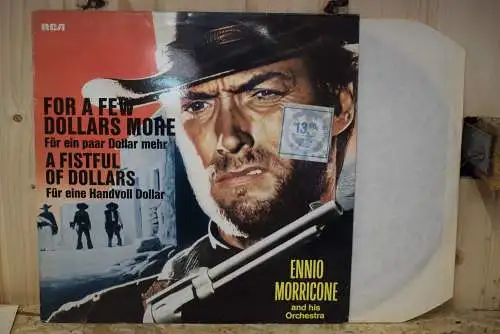 RCA
FOR A FEW
DOLLARS MORE
Für ein paar Dollar mehr
A FISTFUL
OF DOLLARS
Für eine Handvoll Dollar
13
ENNIO
MORRICONE
and his
Orchestra